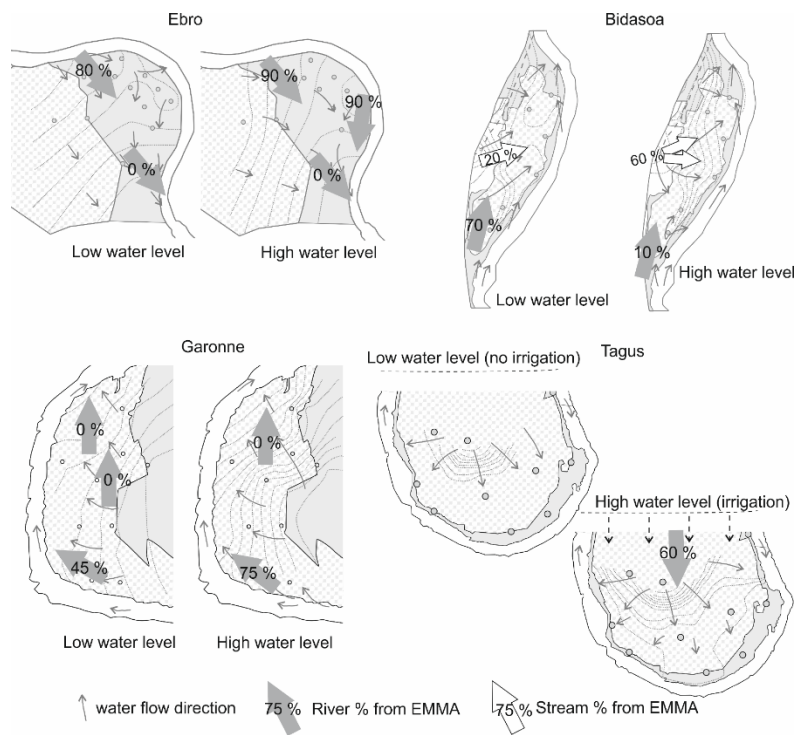 Ebro
Bidasoa
80 %
90 %
90 %
0 %
0 %
20 %
70 %
60 %
10 %
Low water level
High water level
Low water level
High water level
Garonne
Low water level (no irrigation)
Tagus
0 %
0 %
45 %
0 %
75 %
High water level (irrigation)
60 %
Low water level
High water level
water flow direction
75 % River % from EMMA
75 % Stream % from EMMA